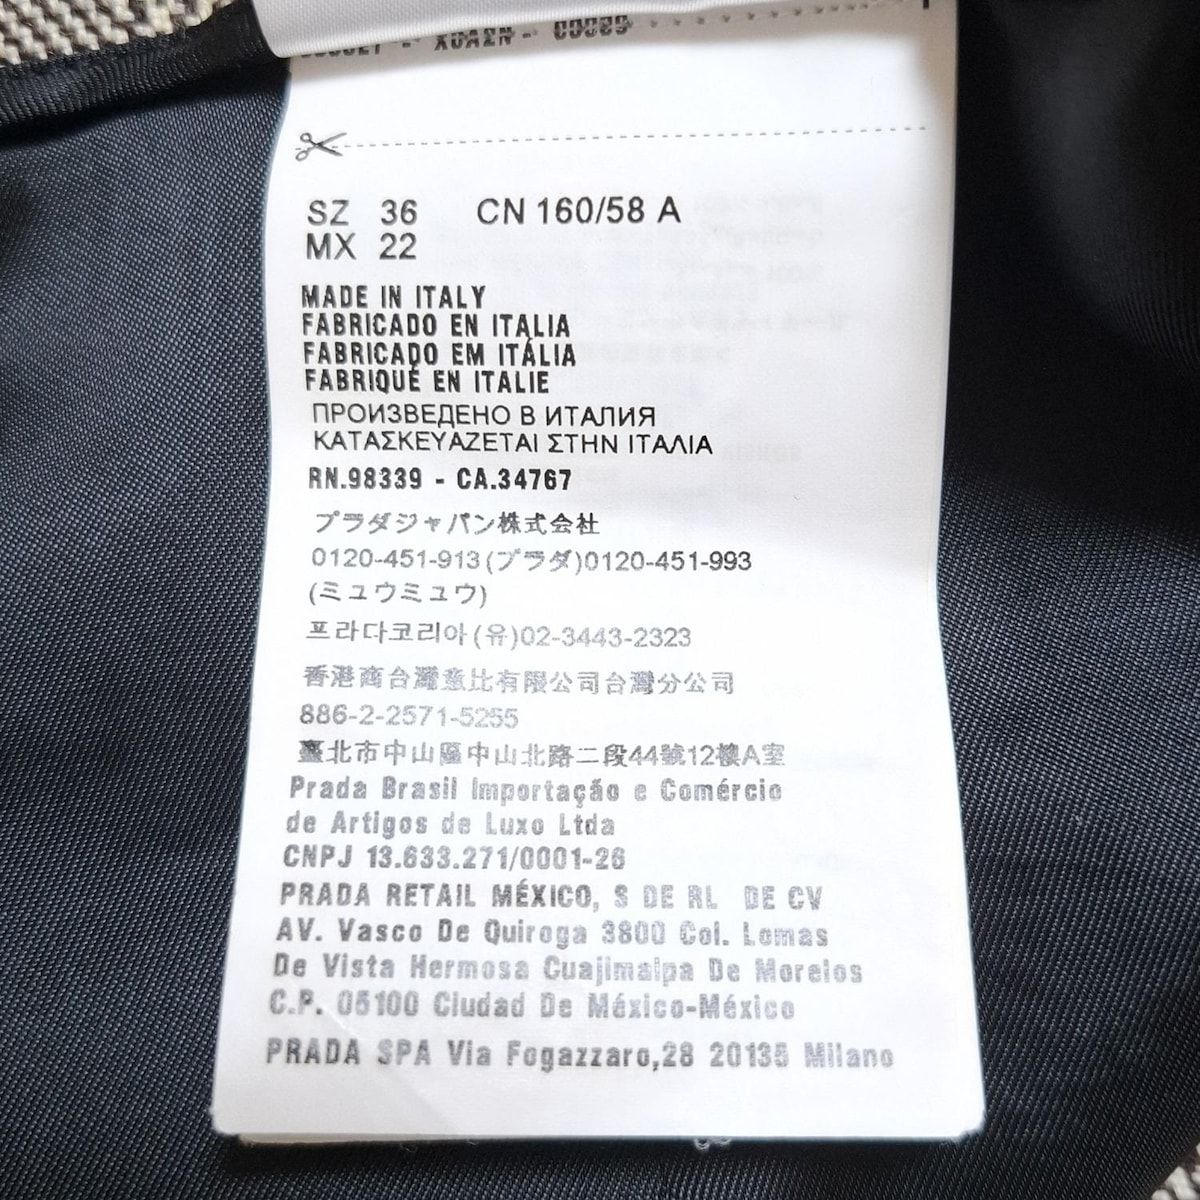 SZ 36 CN 160/58 A
MX 22
MADE IN ITALY
FABRICADO EN ITALIA
FABRICADO EM ITÁLIA
FABRIQUÉ EN ITALIE
ПРОИЗВЕДЕНО В ИТАЛИЯ
ΚΑΤΑΣΚΕΥΑΖΕΤΑΙ ΣΤΗΝ ΙΤΑΛΙΑ
RN.98339 - CA.34767
プラダジャパン株式会社
0120-451-913(プラダ)0120-451-993
(ミュウミュウ)
프라다코리아(유)02-3443-2323
香港商台灣意比有限公司台灣分公司
886-2-2571-5255
臺北市中山區中山北路二段44號12樓A室
Prada Brasil Importação e Comércio
de Artigos de Luxo Ltda
CNPJ 13.633.271/0001-26
PRADA RETAIL MÉXICO, S DE RL DE CV
AV. Vasco De Quiroga 3800 Col. Lomas
De Vista Hermosa Cuajimalpa De Morelos
C.P. 05100 Ciudad De México-México
PRADA SPA Via Fogazzaro,28 20135 Milano